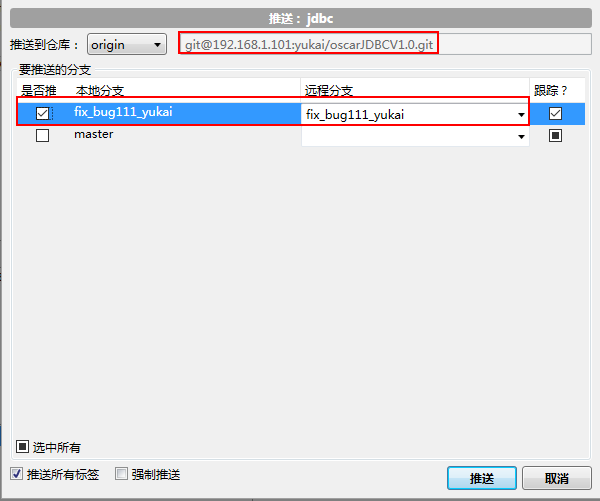 推送：jdbc
推送到仓库： origin git@192.168.1.101:yukai/oscarJDBCV1.0.git
要推送的分支
是否推 本地分支 远程分支 跟踪？
fix_bug111_yukai fix_bug111_yukai
master
选中所有
推送所有标签 强制推送 推送 取消